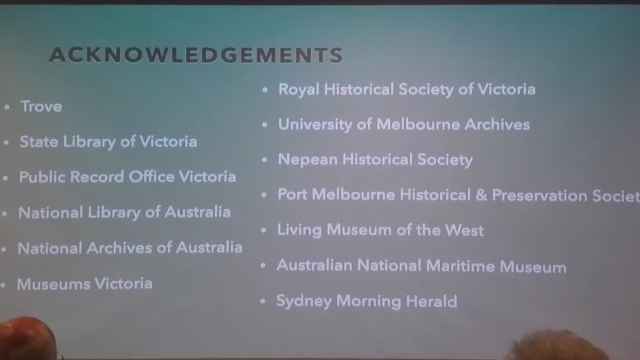 ACKNOWLEDGEMENTS
• Trove
• State Library of Victoria
• Public Record Office Victoria
• National Library of Australia
• National Archives of Australia
• Museums Victoria
• Royal Historical Society of Victoria
• University of Melbourne Archives
• Nepean Historical Society
• Port Melbourne Historical & Preservation Societ
• Living Museum of the West
• Australian National Maritime Museum
• Sydney Morning Herald